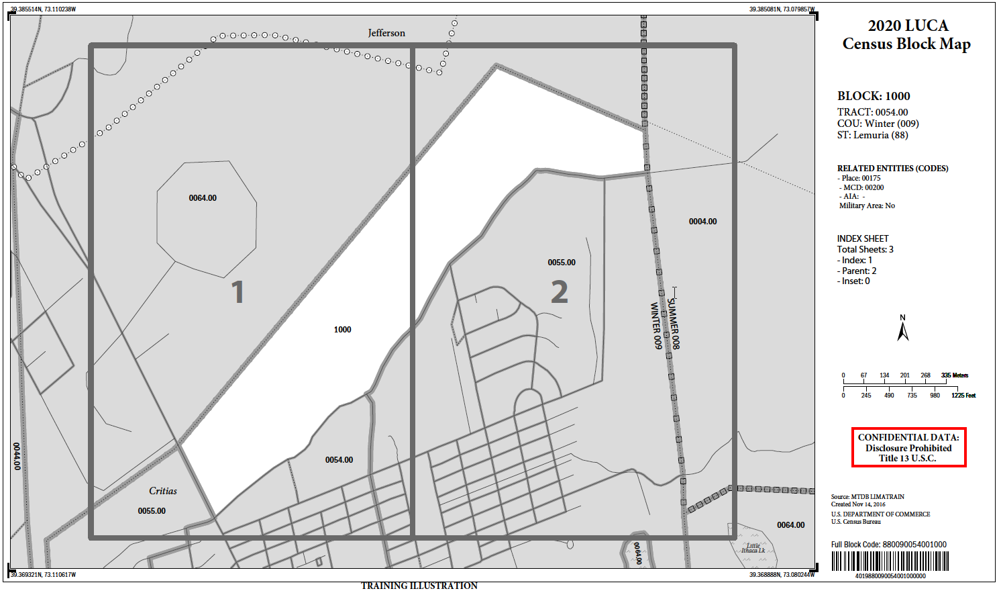 39.385514N, 73.110238W
39.385081N, 73.079857W
Jefferson
0064.00
0004.00
0055.00
1
2
1000
SUMMER 008
WINTER 009
0044.00
0054.00
Critias
0055.00
0064.00
0064.00
Little
Ithaca Lk
39.369321N, 73.110617W
39.368888N, 73.080244W
TRAINING ILLUSTRATION
2020 LUCA
Census Block Map
BLOCK: 1000
TRACT: 0054.00
COU: Winter (009)
ST: Lemuria (88)
RELATED ENTITIES (CODES)
- Place: 00175
- MCD: 00200
- AIA: -
Military Area: No
INDEX SHEET
Total Sheets: 3
- Index: 1
- Parent: 2
- Inset: 0
N
0 67 134 201 268 335 Meters
0 245 490 735 980 1225 Feet
CONFIDENTIAL DATA:
Disclosure Prohibited
Title 13 U.S.C.
Source: MTDB LIMATRAIN
Created Nov 14, 2016
U.S. DEPARTMENT OF COMMERCE
U.S. Census Bureau
Full Block Code: 880090054001000
4019880090054001000000